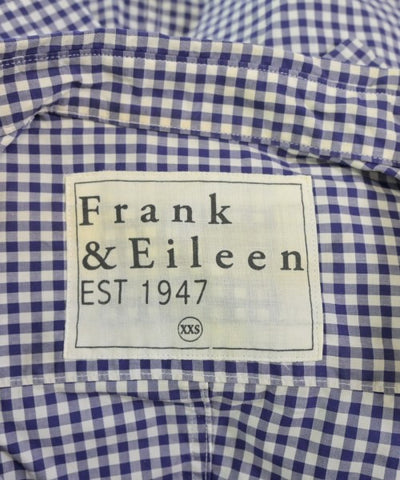 Frank
& Eileen
EST 1947
XXS